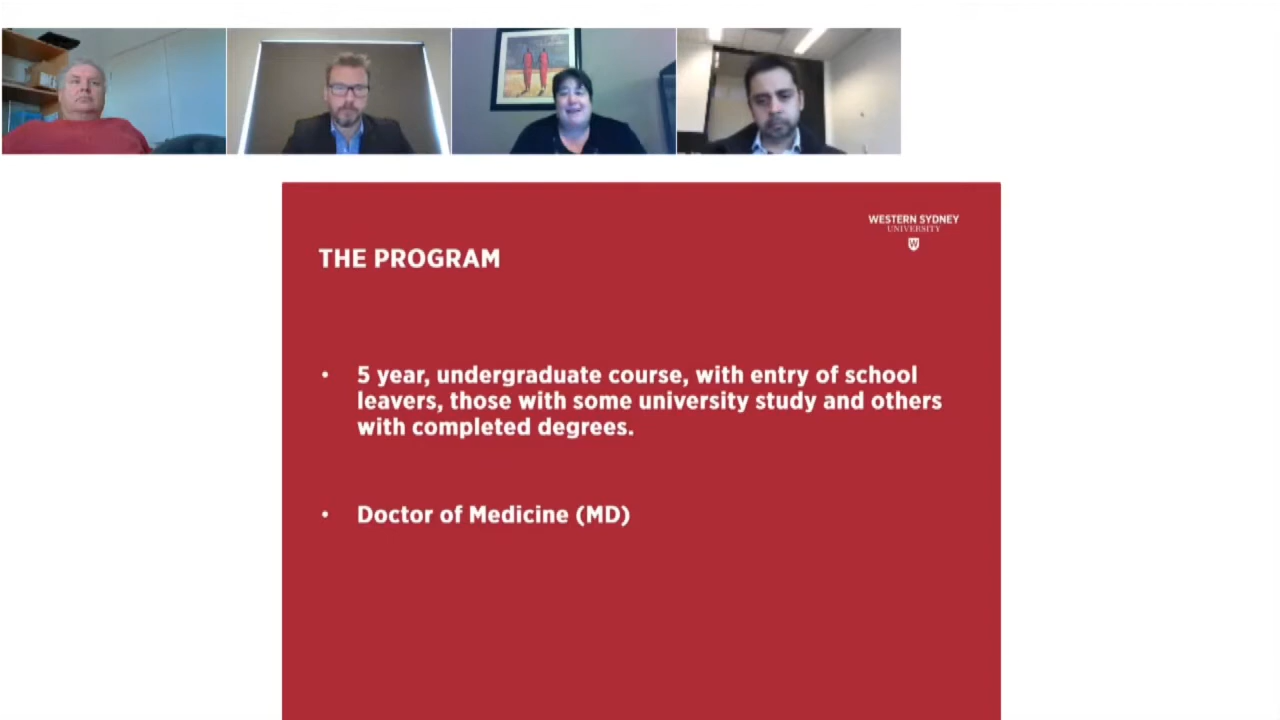 WESTERN SYDNEY
UNIVERSITY
W
THE PROGRAM
• 5 year, undergraduate course, with entry of school
leavers, those with some university study and others
with completed degrees.
• Doctor of Medicine (MD)